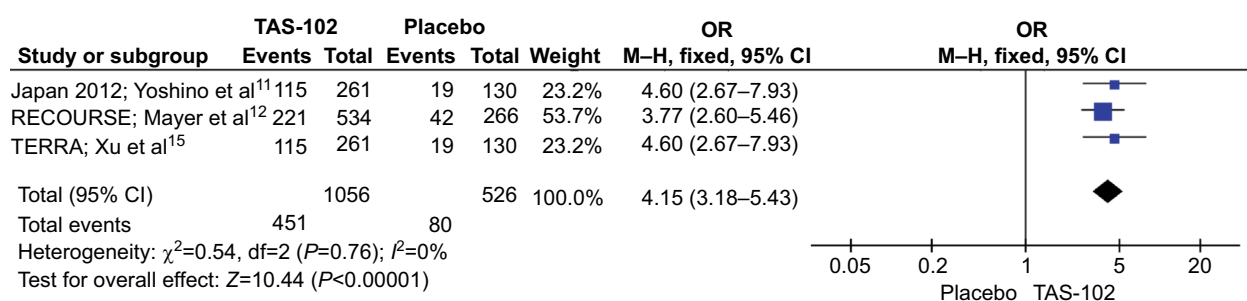 TAS-102 Placebo OR OR
Study or subgroup Events Total Events Total Weight M–H, fixed, 95% CI M–H, fixed, 95% CI
Japan 2012; Yoshino et al11 115 261 19 130 23.2% 4.60 (2.67–7.93)
RECOURSE; Mayer et al12 221 534 42 266 53.7% 3.77 (2.60–5.46)
TERRA; Xu et al15 115 261 19 130 23.2% 4.60 (2.67–7.93)
Total (95% CI) 1056 526 100.0% 4.15 (3.18–5.43)
Total events 451 80
Heterogeneity: χ2=0.54, df=2 (P=0.76); I2=0%
Test for overall effect: Z=10.44 (P<0.00001)
0.05 0.2 1 5 20
Placebo TAS-102